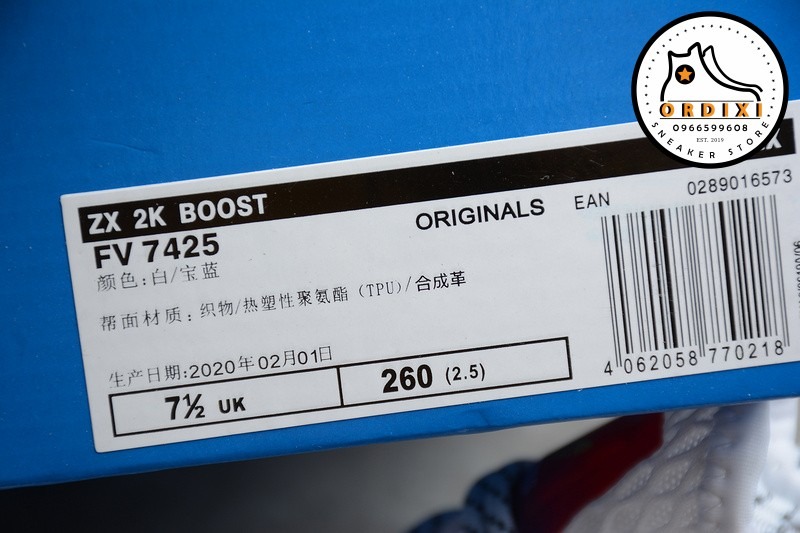 ORDIXI
0966599608
EST. 2019
SNEAKER STORE
ZX 2K BOOST
FV 7425
ORIGINALS
EAN
0289016573
颜色:白/宝蓝
帮面材质: 织物/热塑性聚氨酯 (TPU)/合成革
生产日期:2020年02月01日
7½ UK
260 (2.5)
4 062058 770218